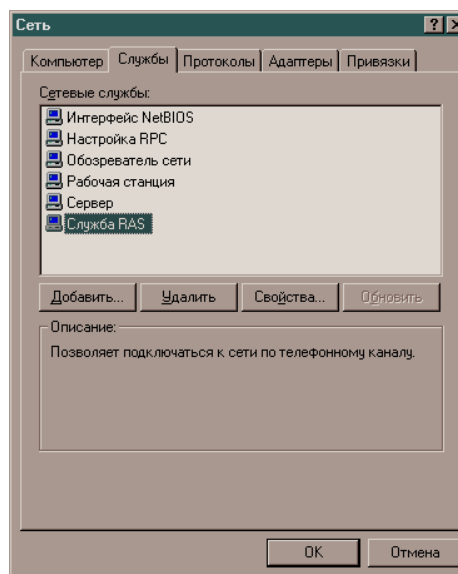 Сеть
Компьютер Службы Протоколы Адаптеры Привязки
Сетевые службы:
Интерфейс NetBIOS
Настройка RPC
Обозреватель сети
Рабочая станция
Сервер
Служба RAS
Добавить... Удалить Свойства... Обновить
Описание:
Позволяет подключаться к сети по телефонному каналу.
OK Отмена